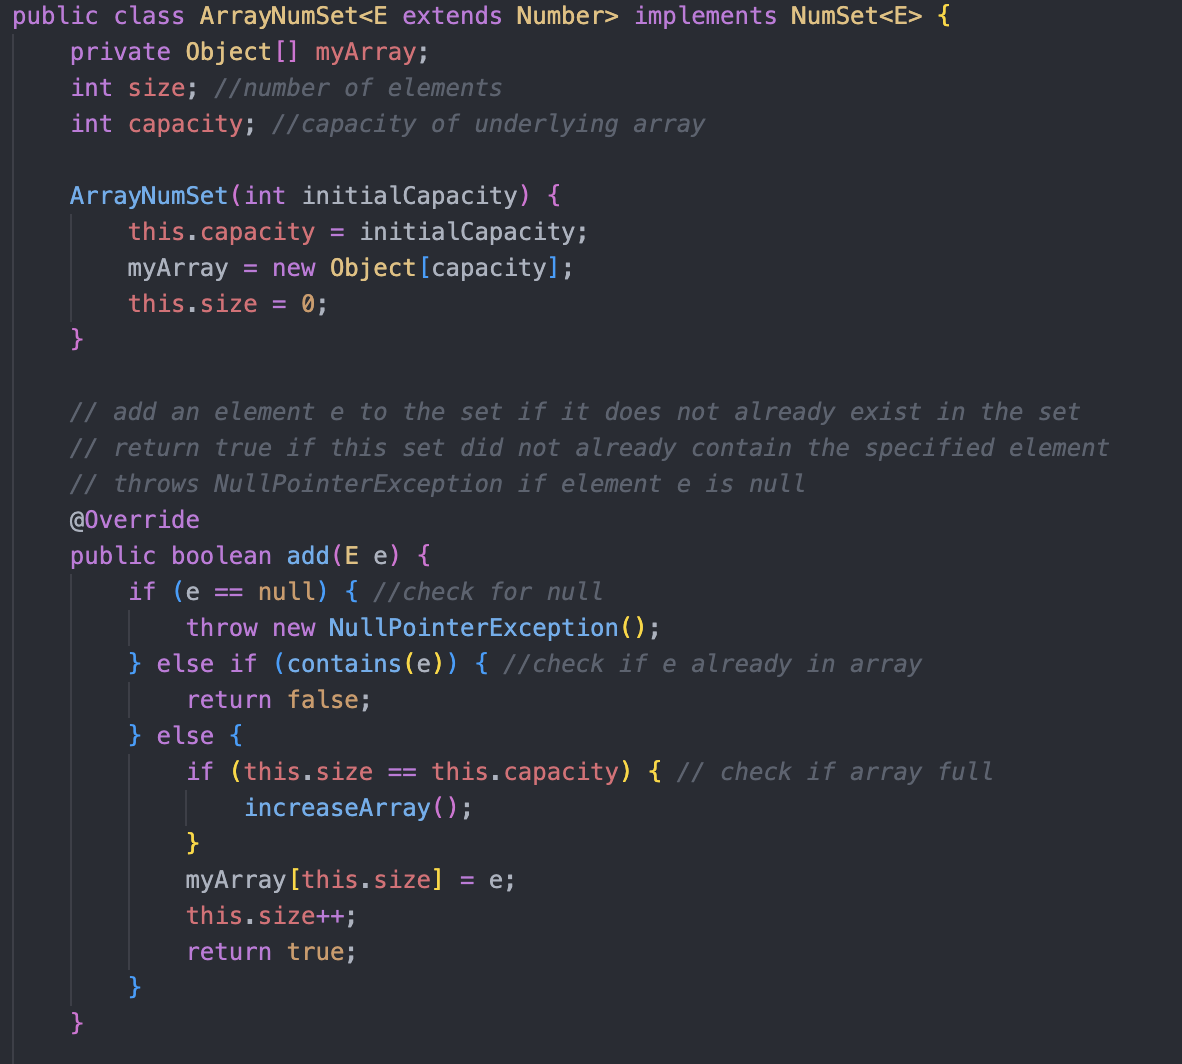 public class ArrayNumSet<E extends Number> implements NumSet<E> {
    private Object[] myArray;
    int size; //number of elements
    int capacity; //capacity of underlying array

    ArrayNumSet(int initialCapacity) {
        this.capacity = initialCapacity;
        myArray = new Object[capacity];
        this.size = 0;
    }

    // add an element e to the set if it does not already exist in the set
    // return true if this set did not already contain the specified element
    // throws NullPointerException if element e is null
    @Override
    public boolean add(E e) {
        if (e == null) { //check for null
            throw new NullPointerException();
        } else if (contains(e)) { //check if e already in array
            return false;
        } else {
            if (this.size == this.capacity) { // check if array full
                increaseArray();
            }
            myArray[this.size] = e;
            this.size++;
            return true;
        }
    }